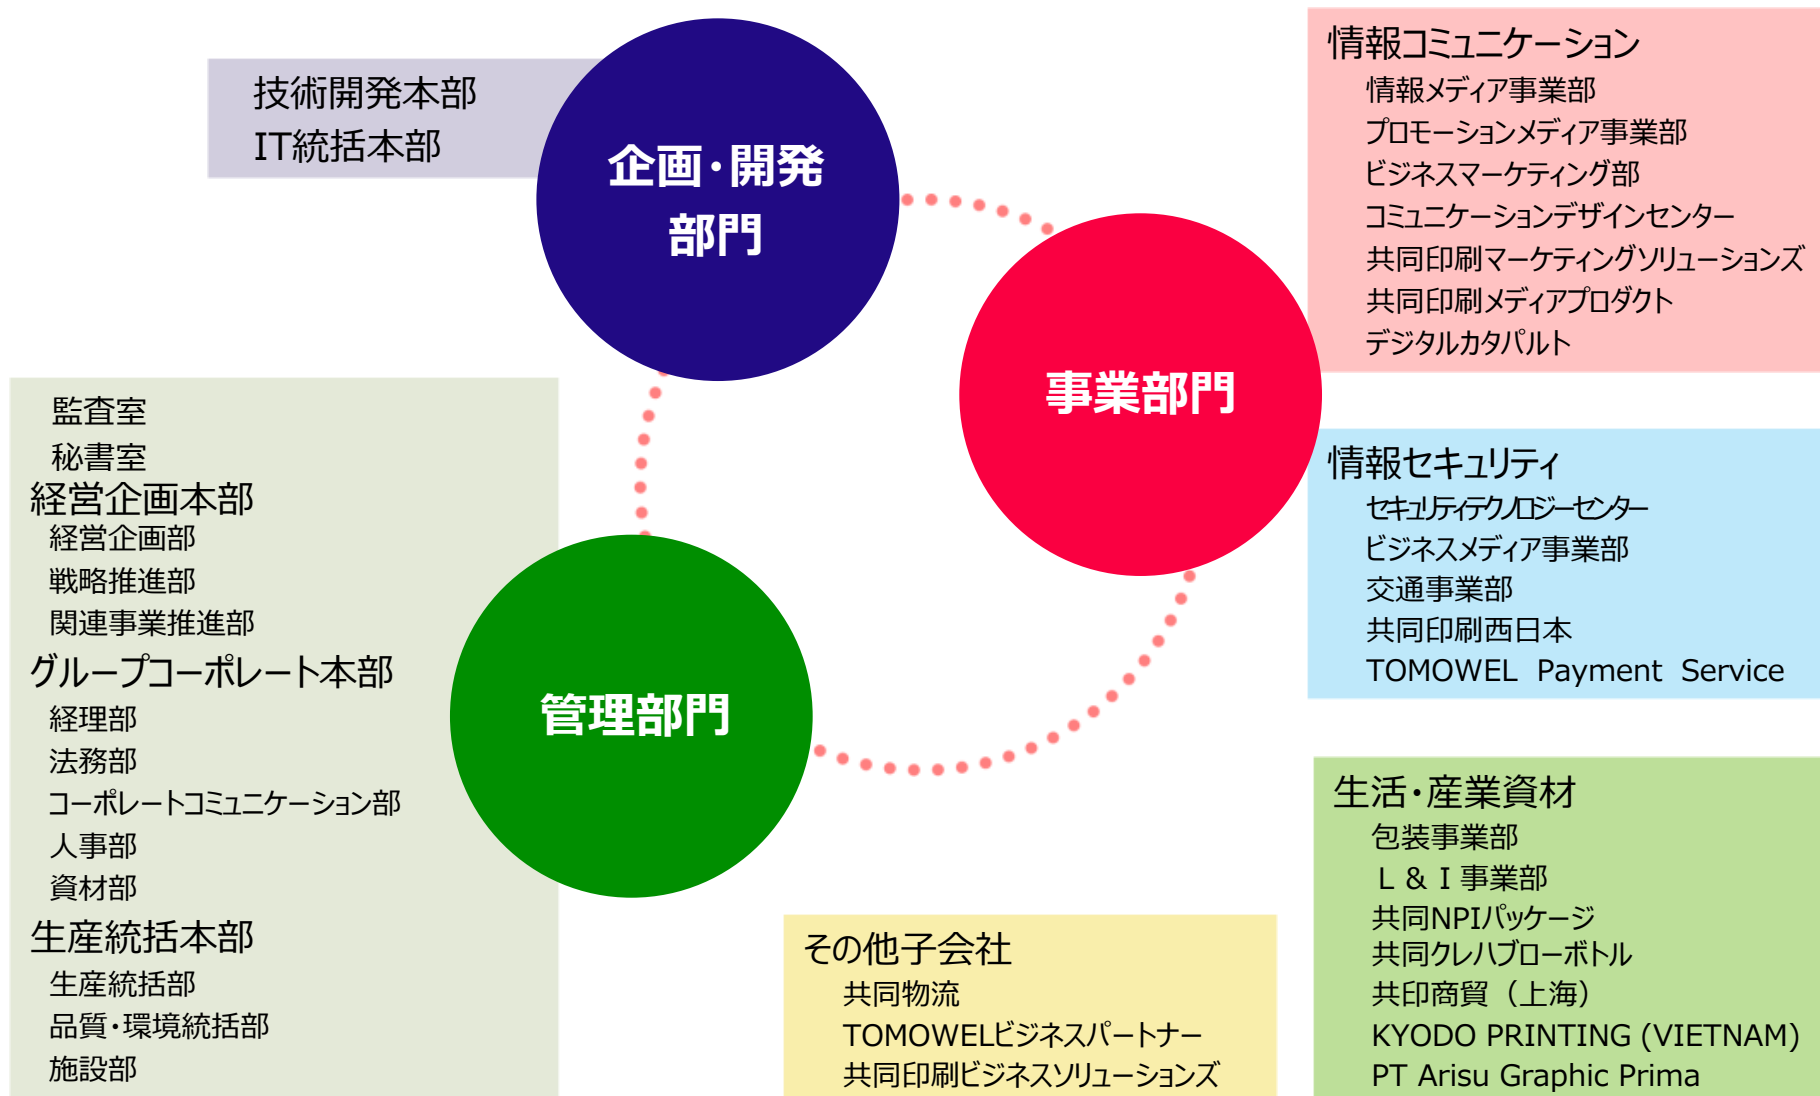 技術開発本部
IT統括本部
企画・開発
部門
事業部門
管理部門
情報コミュニケーション
情報メディア事業部
プロモーションメディア事業部
ビジネスマーケティング部
コミュニケーションデザインセンター
共同印刷マーケティングソリューションズ
共同印刷メディアプロダクト
デジタルカタパルト
情報セキュリティ
セキュリティテクノロジーセンター
ビジネスメディア事業部
交通事業部
共同印刷西日本
TOMOWEL Payment Service
生活・産業資材
包装事業部
L & I 事業部
共同NPIパッケージ
共同クレハブローボトル
共印商貿（上海）
KYODO PRINTING (VIETNAM)
PT Arisu Graphic Prima
監査室
秘書室
経営企画本部
経営企画部
戦略推進部
関連事業推進部
グループコーポレート本部
経理部
法務部
コーポレートコミュニケーション部
人事部
資材部
生産統括本部
生産統括部
品質・環境統括部
施設部
その他子会社
共同物流
TOMOWELビジネスパートナー
共同印刷ビジネスソリューションズ